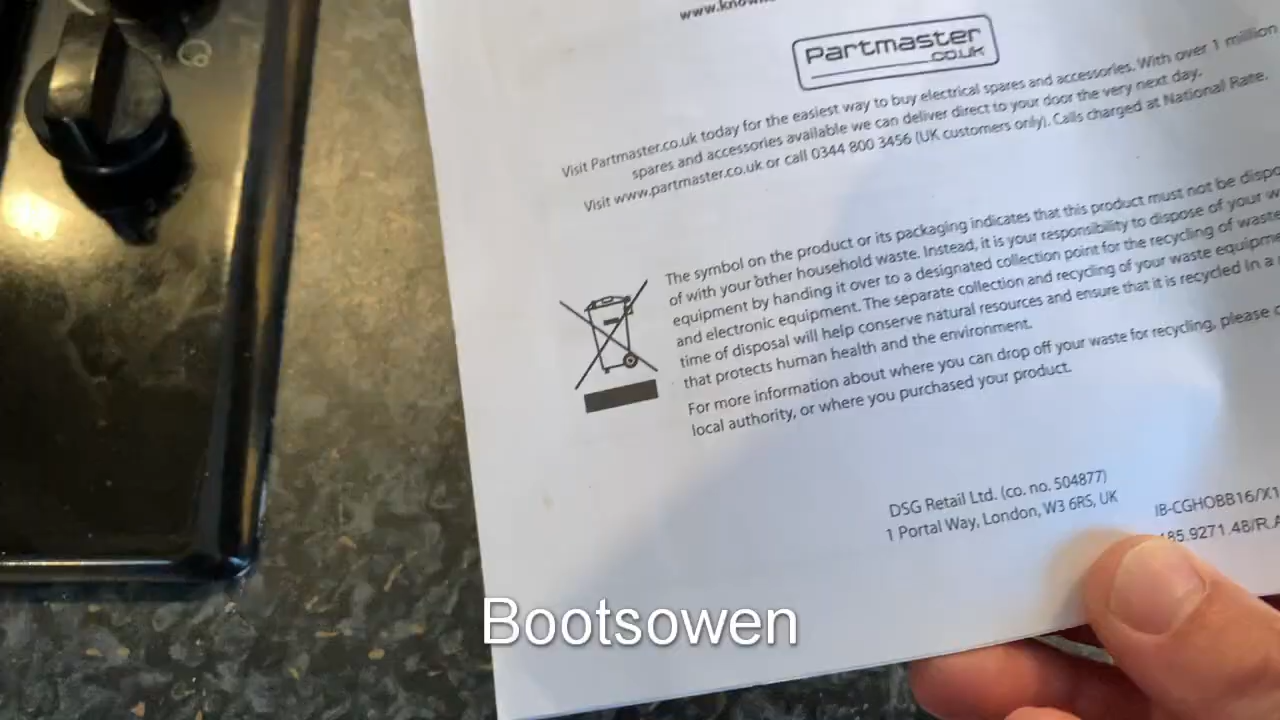 Partmaster
.co.uk
Visit Partmaster.co.uk today for the easiest way to buy electrical spares and accessories. With over 1 million
spares and accessories available we can deliver direct to your door the very next day.
Visit www.partmaster.co.uk or call 0344 800 3456 (UK customers only). Calls charged at National Rate.
The symbol on the product or its packaging indicates that this product must not be
of with your other household waste. Instead, it is your responsibility to dispose of your
equipment by handing it over to a designated collection point for the recycling of waste
and electronic equipment. The separate collection and recycling of your waste
time of disposal will help conserve natural resources and ensure that it is recycled in a
that protects human health and the environment.
For more information about where you can drop off your waste for recycling, please
local authority, or where you purchased your product.
DSG Retail Ltd. (co. no. 504877)
1 Portal Way, London, W3 6RS, UK
IB-CGHOBB16/X1
Bootsowen